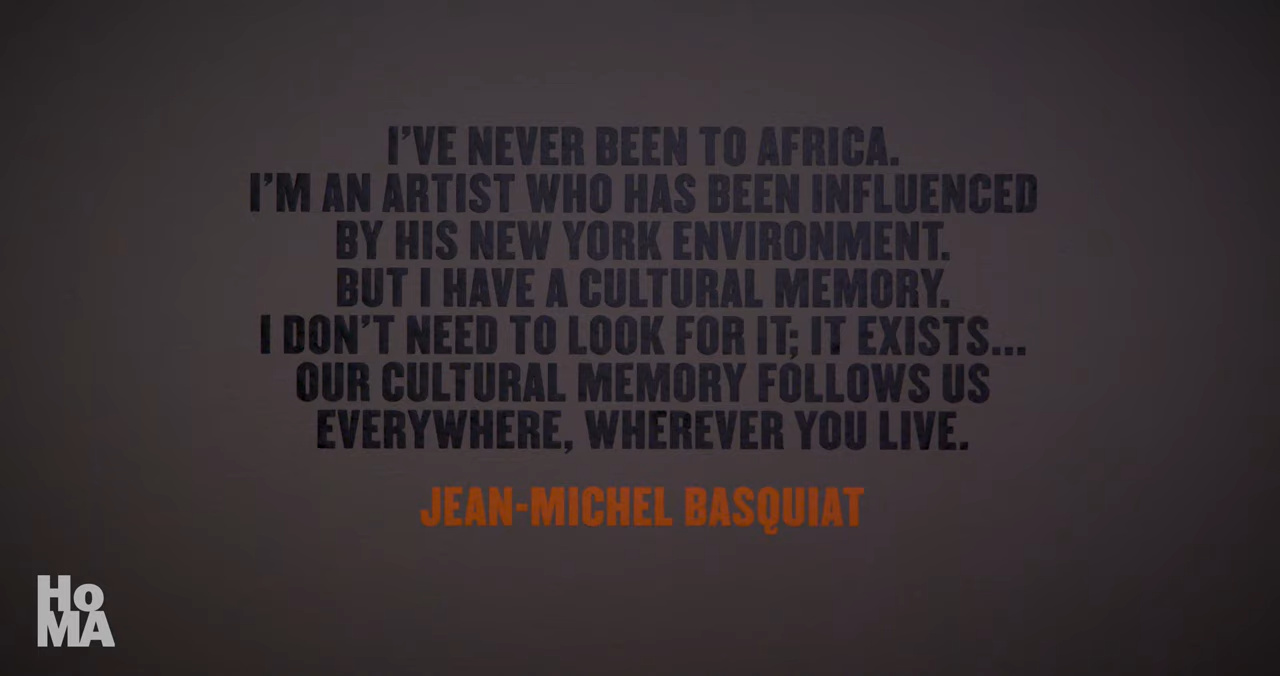 I'VE NEVER BEEN TO AFRICA.
I'M AN ARTIST WHO HAS BEEN INFLUENCED
BY HIS NEW YORK ENVIRONMENT.
BUT I HAVE A CULTURAL MEMORY.
I DON'T NEED TO LOOK FOR IT; IT EXISTS...
OUR CULTURAL MEMORY FOLLOWS US
EVERYWHERE, WHEREVER YOU LIVE.
JEAN-MICHEL BASQUIAT
HoMA